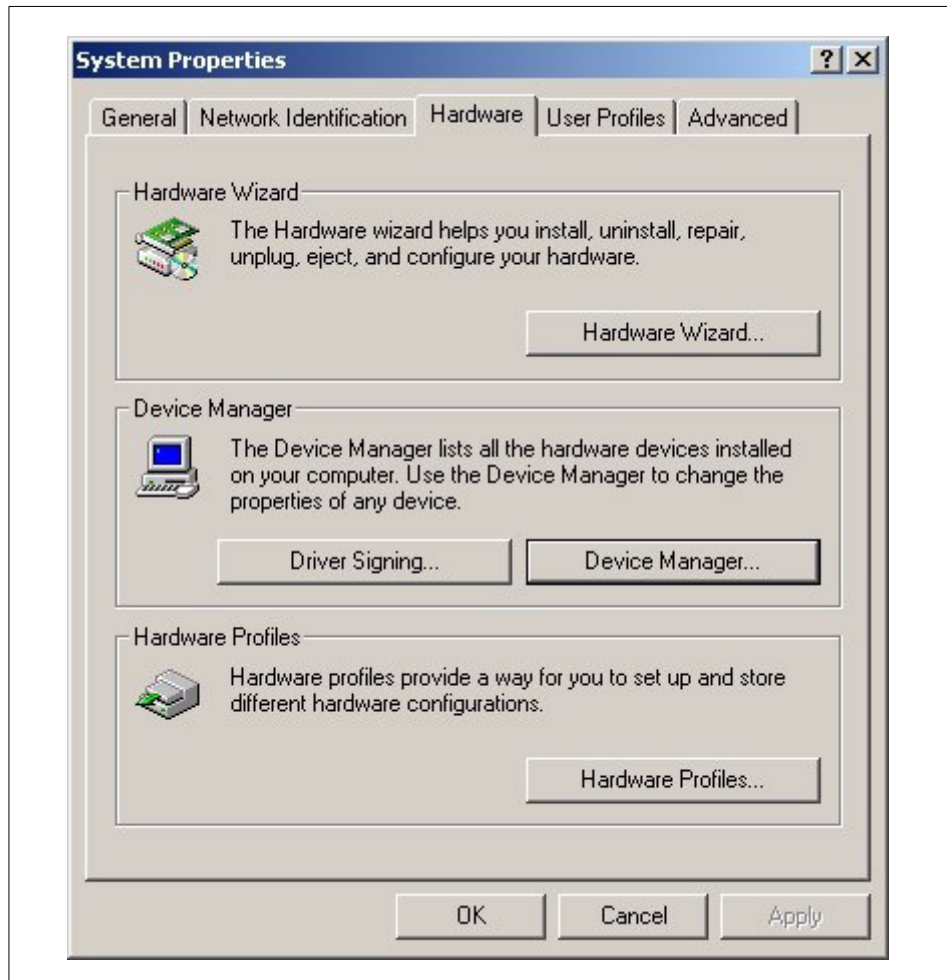 System Properties
?
General
Network Identification
Hardware
User Profiles
Advanced
Hardware Wizard
The Hardware wizard helps you install, uninstall, repair,
unplug, eject, and configure your hardware.
Hardware Wizard...
Device Manager
The Device Manager lists all the hardware devices installed
on your computer. Use the Device Manager to change the
properties of any device.
Driver Signing...
Device Manager...
Hardware Profiles
Hardware profiles provide a way for you to set up and store
different hardware configurations.
Hardware Profiles...
OK
Cancel
Apply